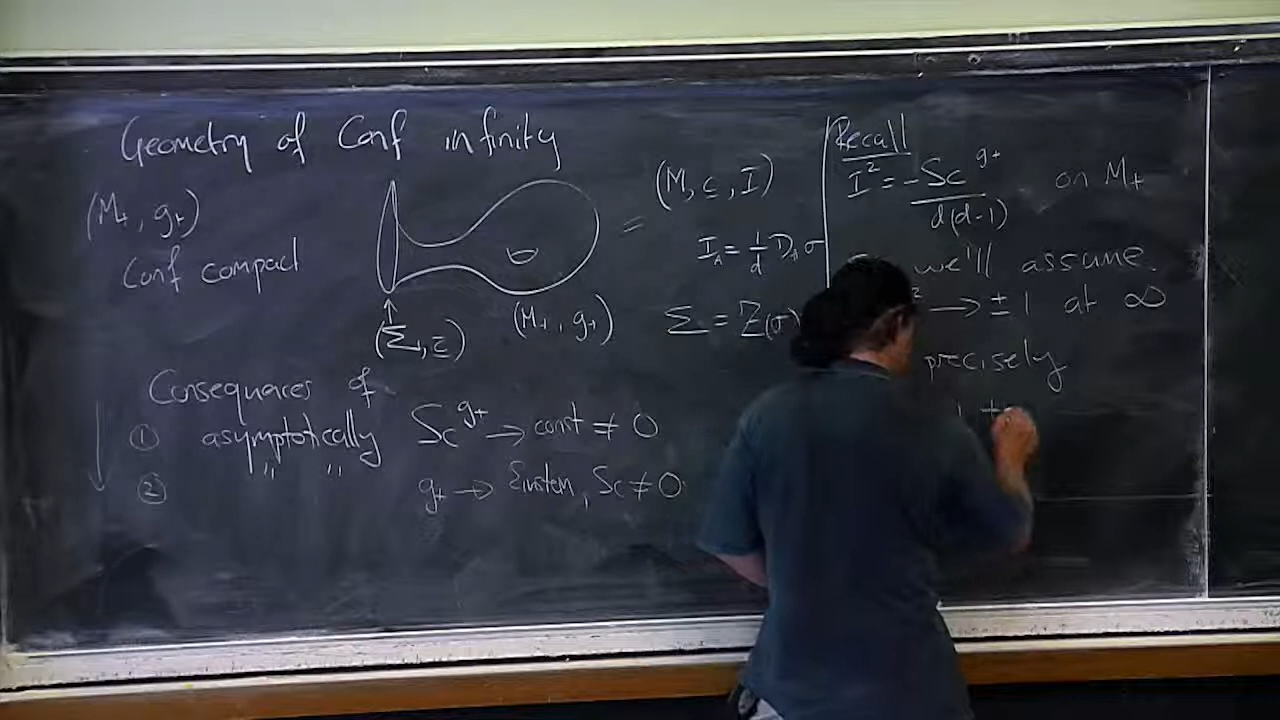 Geometry of Conf infinity
(M₊, g₊)
Conf compact
(Σ, c̄)
(M₊, g₊)
=
(M, c, I)
I_A = 1/d D_A σ
Σ = Z(σ)
Consequences of
① asymptotically Sc^{g₊} → const ≠ 0
② " " g₊ → Einstein, Sc ≠ 0
Recall
I² = -Sc^{g₊}/d(d-1) on M₊
we'll assume.
² → ±1 at ∞
precisely